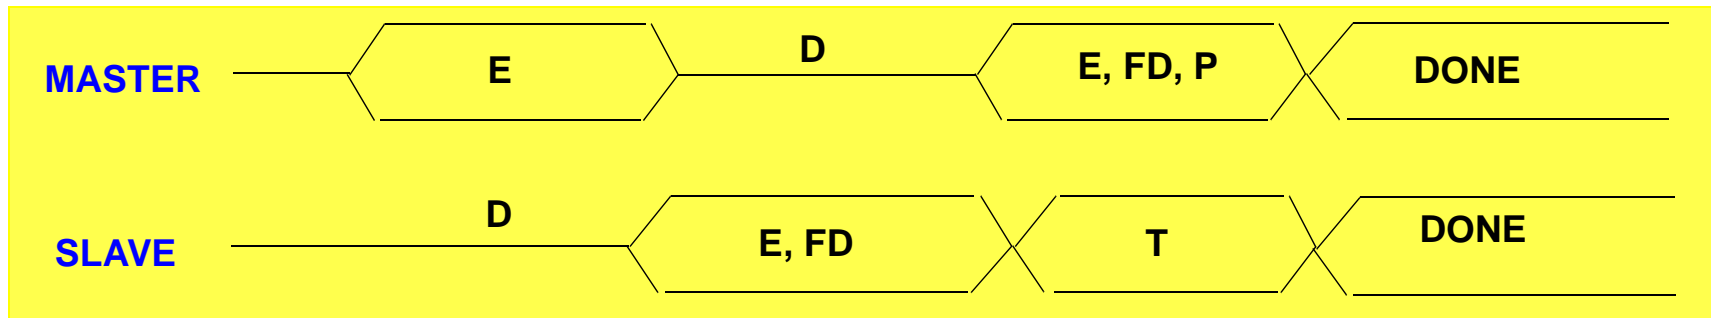 MASTER E D E, FD, P DONE
SLAVE D E, FD T DONE